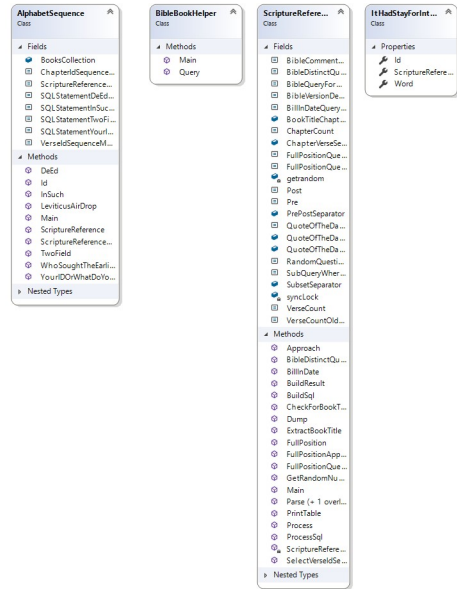 AlphabetSequence
Class
Fields
BooksCollection
ChapterIdSequence...
ScriptureReference...
SQLStatementDeEd...
SQLStatementInSuc...
SQLStatementTwoFi...
SQLStatementYourI...
VerseIdSequenceM...
Methods
DeEd
Id
InSuch
LeviticusAirDrop
Main
ScriptureReference
ScriptureReference...
TwoField
WhoSoughtTheEarli...
YourIDOrWhatDoYo...
Nested Types
BibleBookHelper
Class
Methods
Main
Query
ScriptureRefere...
Class
Fields
BibleComment...
BibleDistinctQu...
BibleQueryFor...
BibleVersionDe...
BillInDateQuery...
BookTitleChapt...
ChapterCount
ChapterVerseSe...
FullPositionQue...
FullPositionQue...
getrandom
Post
Pre
PrePostSeparator
QuoteOfTheDa...
QuoteOfTheDa...
QuoteOfTheDa...
RandomQuesti...
SubQueryWher...
SubsetSeparator
syncLock
VerseCount
VerseCountOld...
Methods
Approach
BibleDistinctQu...
BillInDate
BuildResult
BuildSql
CheckForBookT...
Dump
ExtractBookTitle
FullPosition
FullPositionApp...
FullPositionQue...
GetRandomNu...
Main
Parse (+ 1 overl...
PrintTable
Process
ProcessSql
ScriptureRefere...
SelectVerseIdSe...
Nested Types
ItHadStayForInt...
Class
Properties
Id
ScriptureRefere...
Word